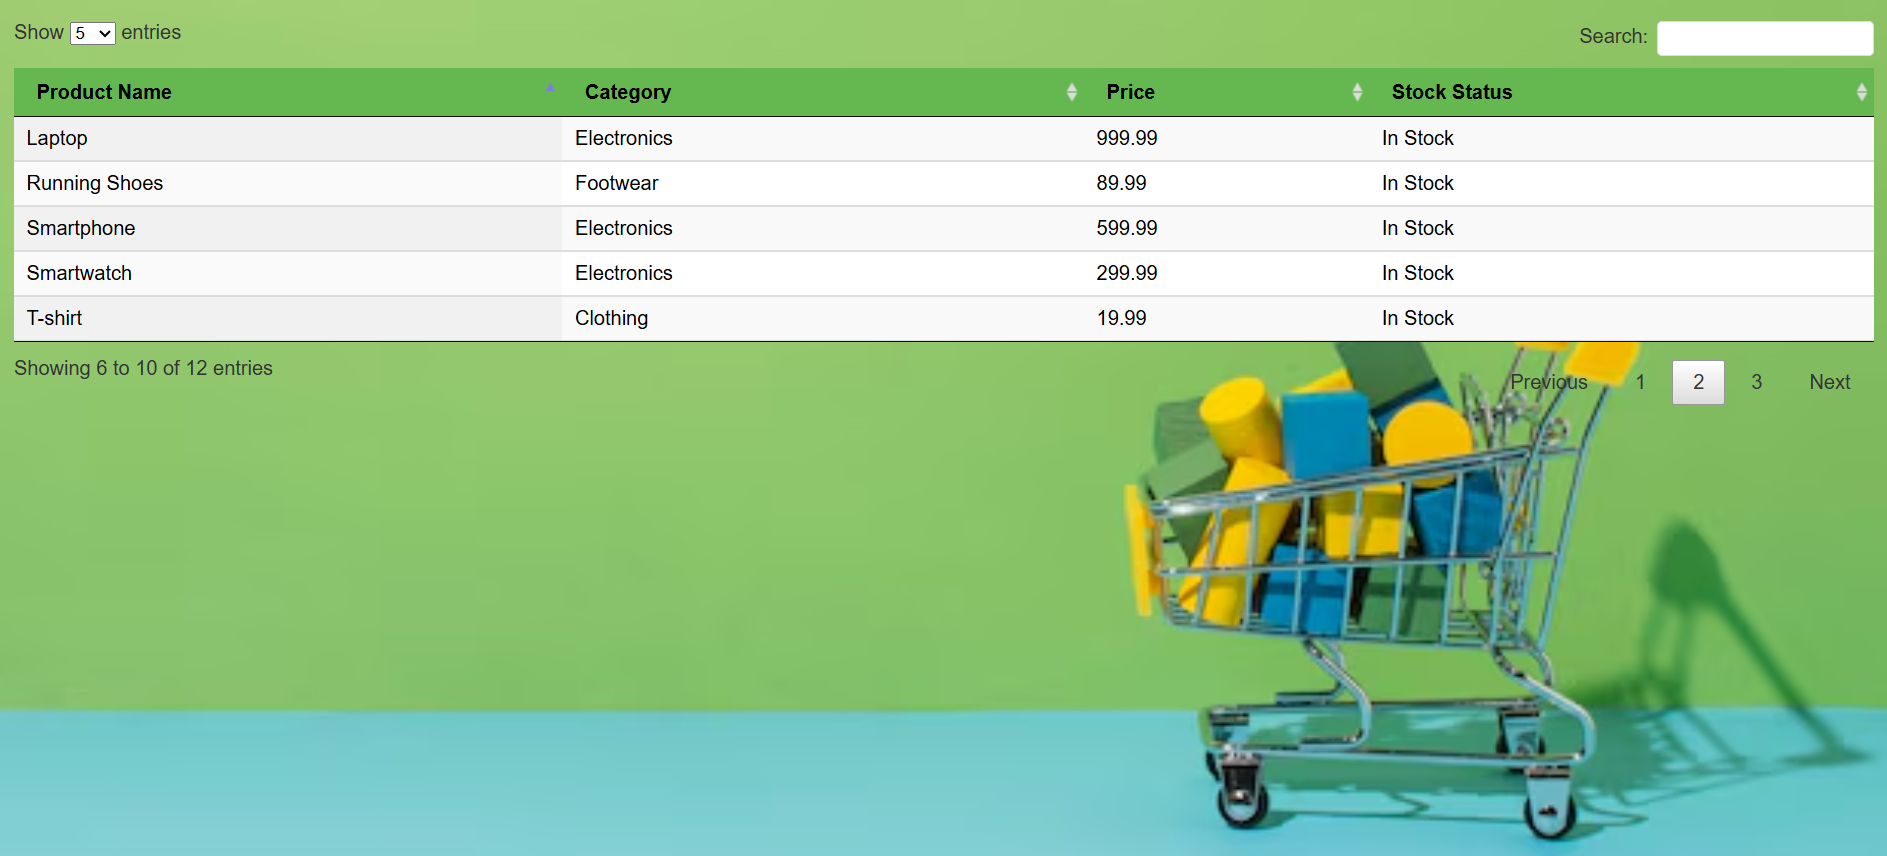 Show 5 entries
Search:
Product Name Category Price Stock Status
Laptop Electronics 999.99 In Stock
Running Shoes Footwear 89.99 In Stock
Smartphone Electronics 599.99 In Stock
Smartwatch Electronics 299.99 In Stock
T-shirt Clothing 19.99 In Stock
Showing 6 to 10 of 12 entries
Previous 1 2 3 Next